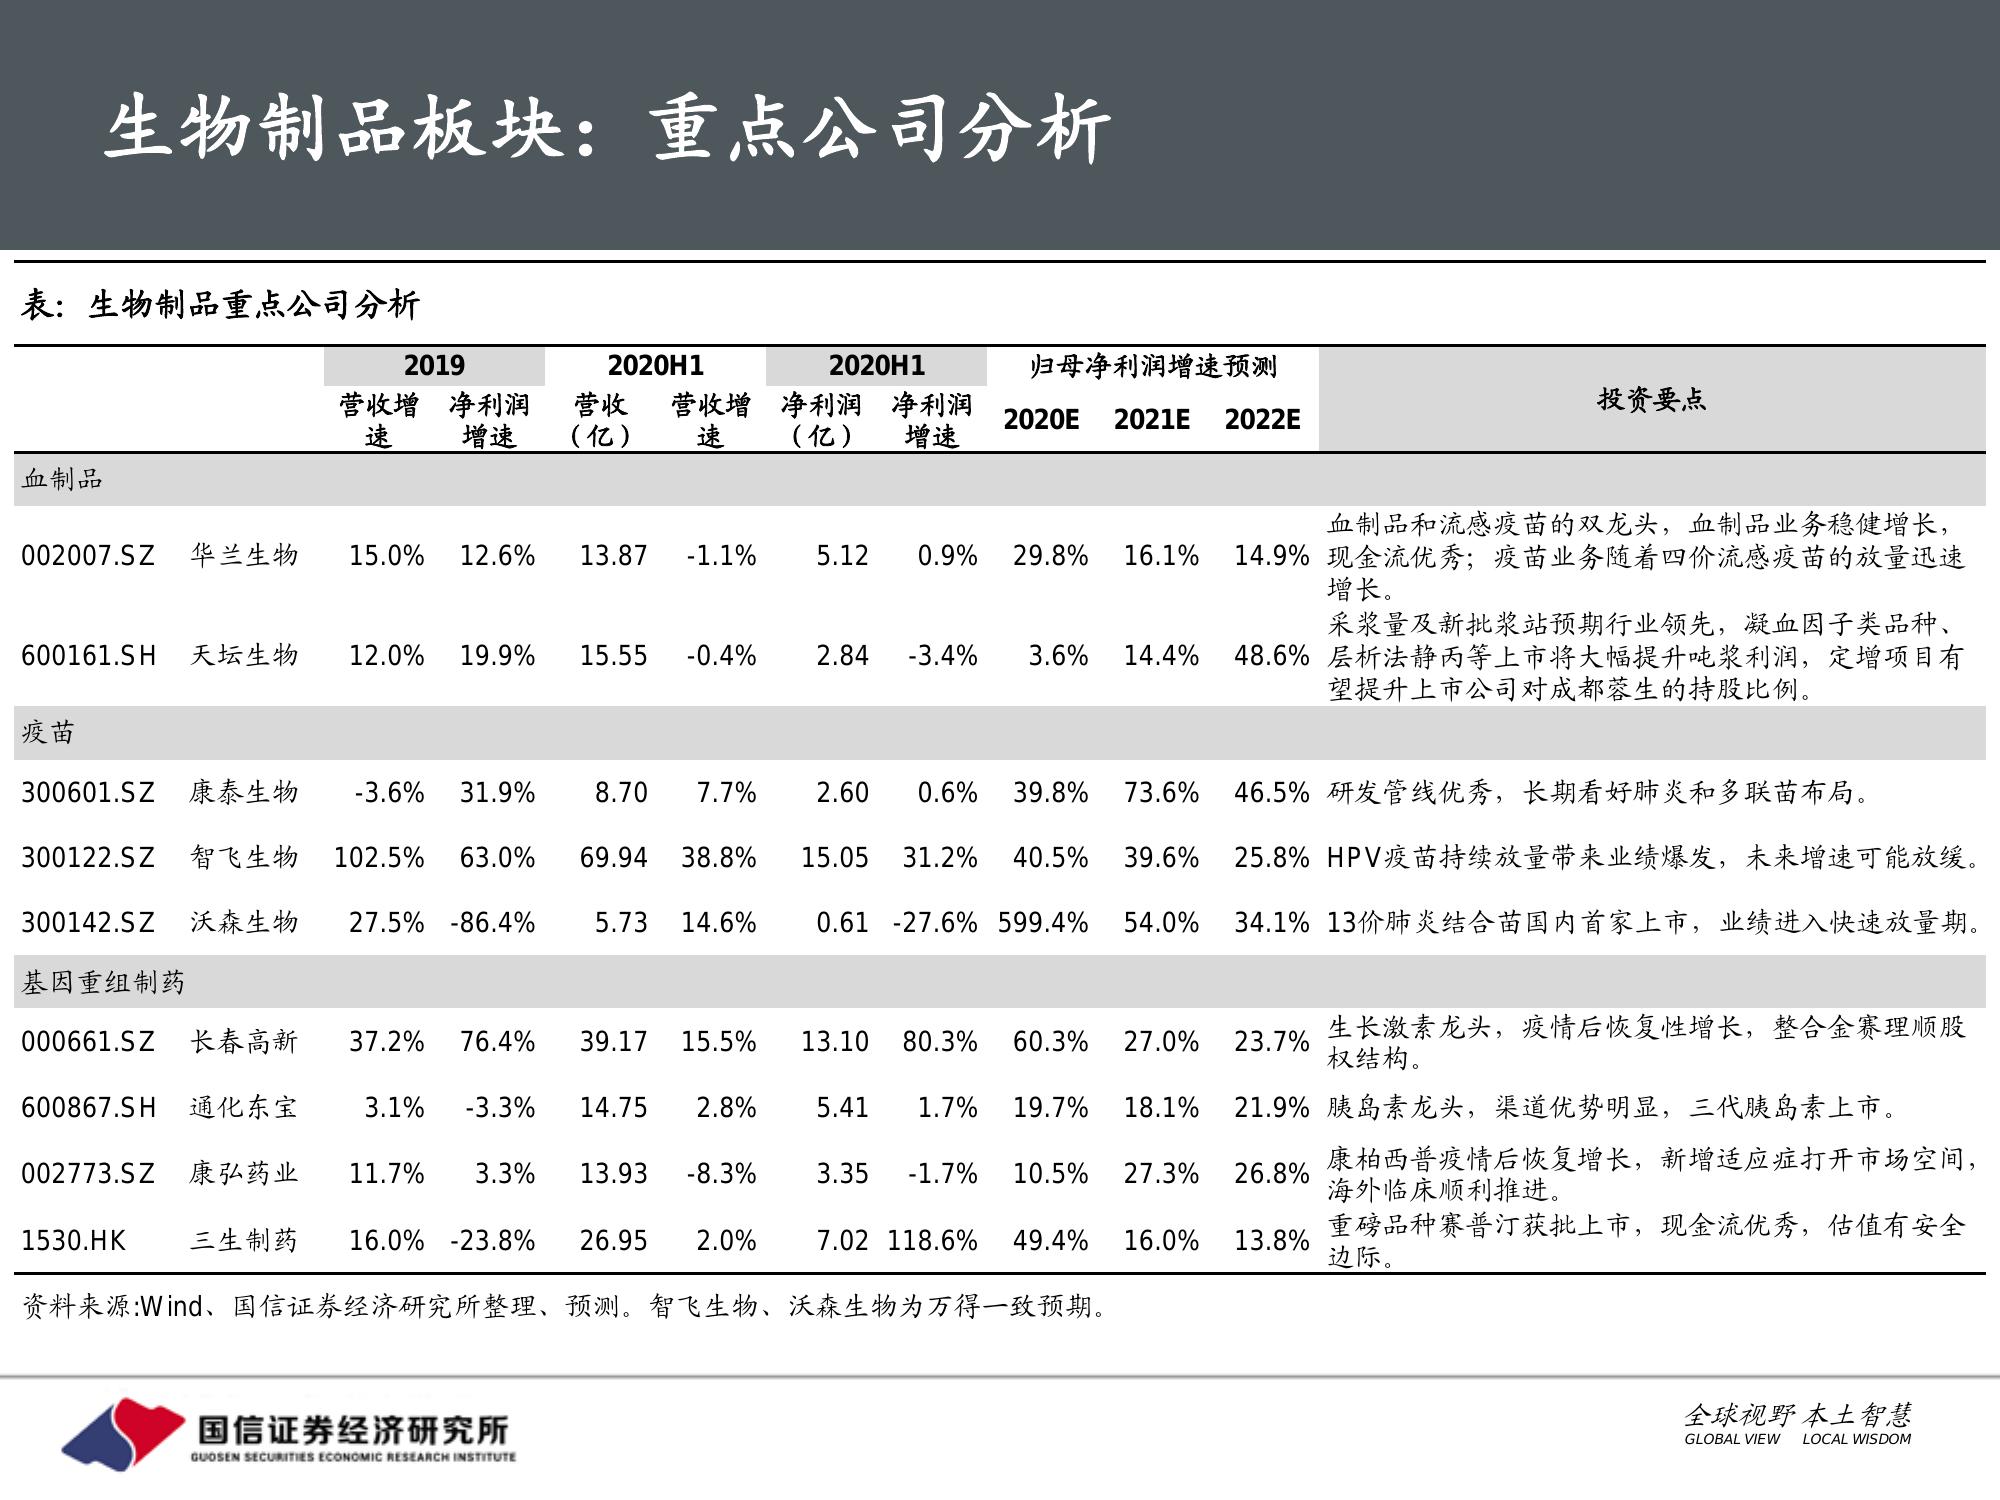 生物制品板块：重点公司分析
表：生物制品重点公司分析
2019 2020H1 2020H1 归母净利润增速预测 投资要点
营收增速 净利润增速 营收（亿） 营收增速 净利润（亿） 净利润增速 2020E 2021E 2022E
血制品
002007.SZ 华兰生物 15.0% 12.6% 13.87 -1.1% 5.12 0.9% 29.8% 16.1% 14.9% 血制品和流感疫苗的双龙头，血制品业务稳健增长，
现金流优秀；疫苗业务随着四价流感疫苗的放量迅速
增长。
600161.SH 天坛生物 12.0% 19.9% 15.55 -0.4% 2.84 -3.4% 3.6% 14.4% 48.6% 采浆量及新批浆站预期行业领先，凝血因子类品种、
层析法静丙等上市将大幅提升吨浆利润，定增项目有
望提升上市公司对成都蓉生的持股比例。
疫苗
300601.SZ 康泰生物 -3.6% 31.9% 8.70 7.7% 2.60 0.6% 39.8% 73.6% 46.5% 研发管线优秀，长期看好肺炎和多联苗布局。
300122.SZ 智飞生物 102.5% 63.0% 69.94 38.8% 15.05 31.2% 40.5% 39.6% 25.8% HPV疫苗持续放量带来业绩爆发，未来增速可能放缓。
300142.SZ 沃森生物 27.5% -86.4% 5.73 14.6% 0.61 -27.6% 599.4% 54.0% 34.1% 13价肺炎结合苗国内首家上市，业绩进入快速放量期。
基因重组制药
000661.SZ 长春高新 37.2% 76.4% 39.17 15.5% 13.10 80.3% 60.3% 27.0% 23.7% 生长激素龙头，疫情后恢复性增长，整合金赛理顺股
权结构。
600867.SH 通化东宝 3.1% -3.3% 14.75 2.8% 5.41 1.7% 19.7% 18.1% 21.9% 胰岛素龙头，渠道优势明显，三代胰岛素上市。
002773.SZ 康弘药业 11.7% 3.3% 13.93 -8.3% 3.35 -1.7% 10.5% 27.3% 26.8% 康柏西普疫情后恢复增长，新增适应症打开市场空间，
海外临床顺利推进。
1530.HK 三生制药 16.0% -23.8% 26.95 2.0% 7.02 118.6% 49.4% 16.0% 13.8% 重磅品种赛普汀获批上市，现金流优秀，估值有安全
边际。
资料来源:Wind、国信证券经济研究所整理、预测。智飞生物、沃森生物为万得一致预期。
国信证券经济研究所
GUOSEN SECURITIES ECONOMIC RESEARCH INSTITUTE
全球视野 本土智慧
GLOBAL VIEW LOCAL WISDOM